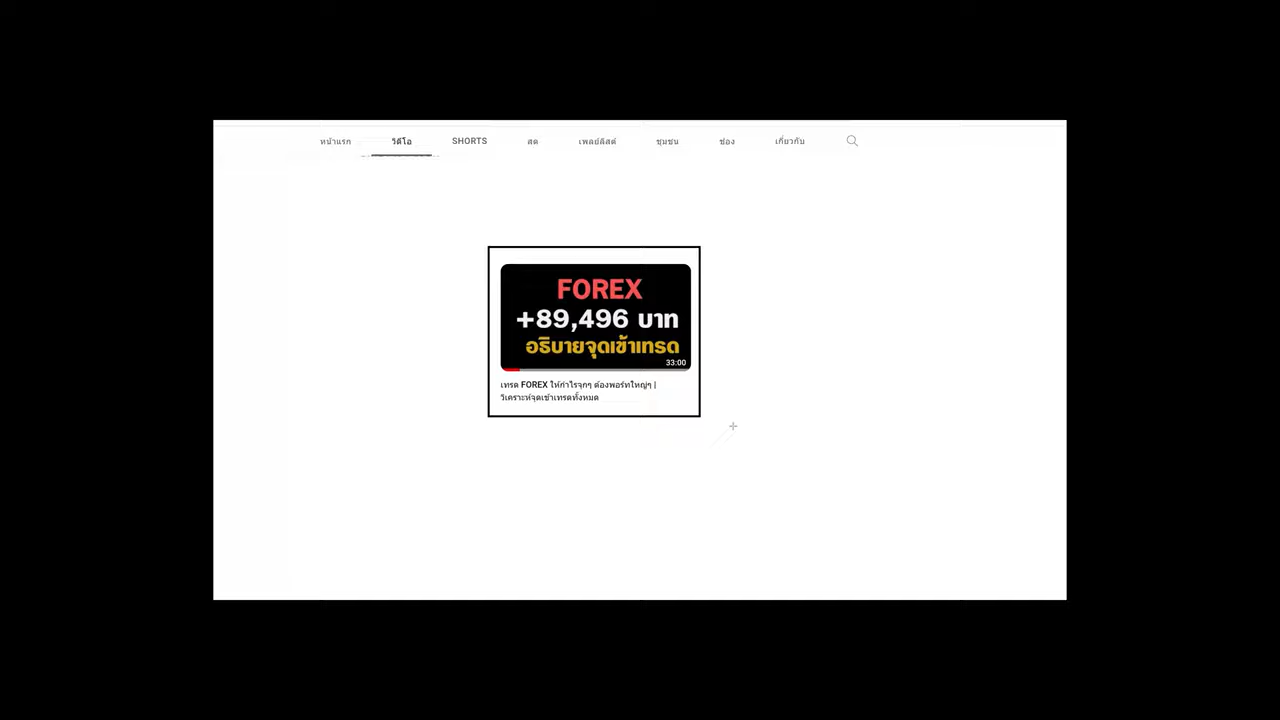 หน้าแรก วิดีโอ SHORTS สด เพลย์ลิสต์ ชุมชน ช่อง เกี่ยวกับ
FOREX
+89,496 บาท
อธิบายจุดเข้าเทรด
33:00
เทรด FOREX ให้กำไรจุกๆ ต้องพอร์ทใหญ่ๆ |
วิเคราะห์จุดเข้าเทรดทั้งหมด